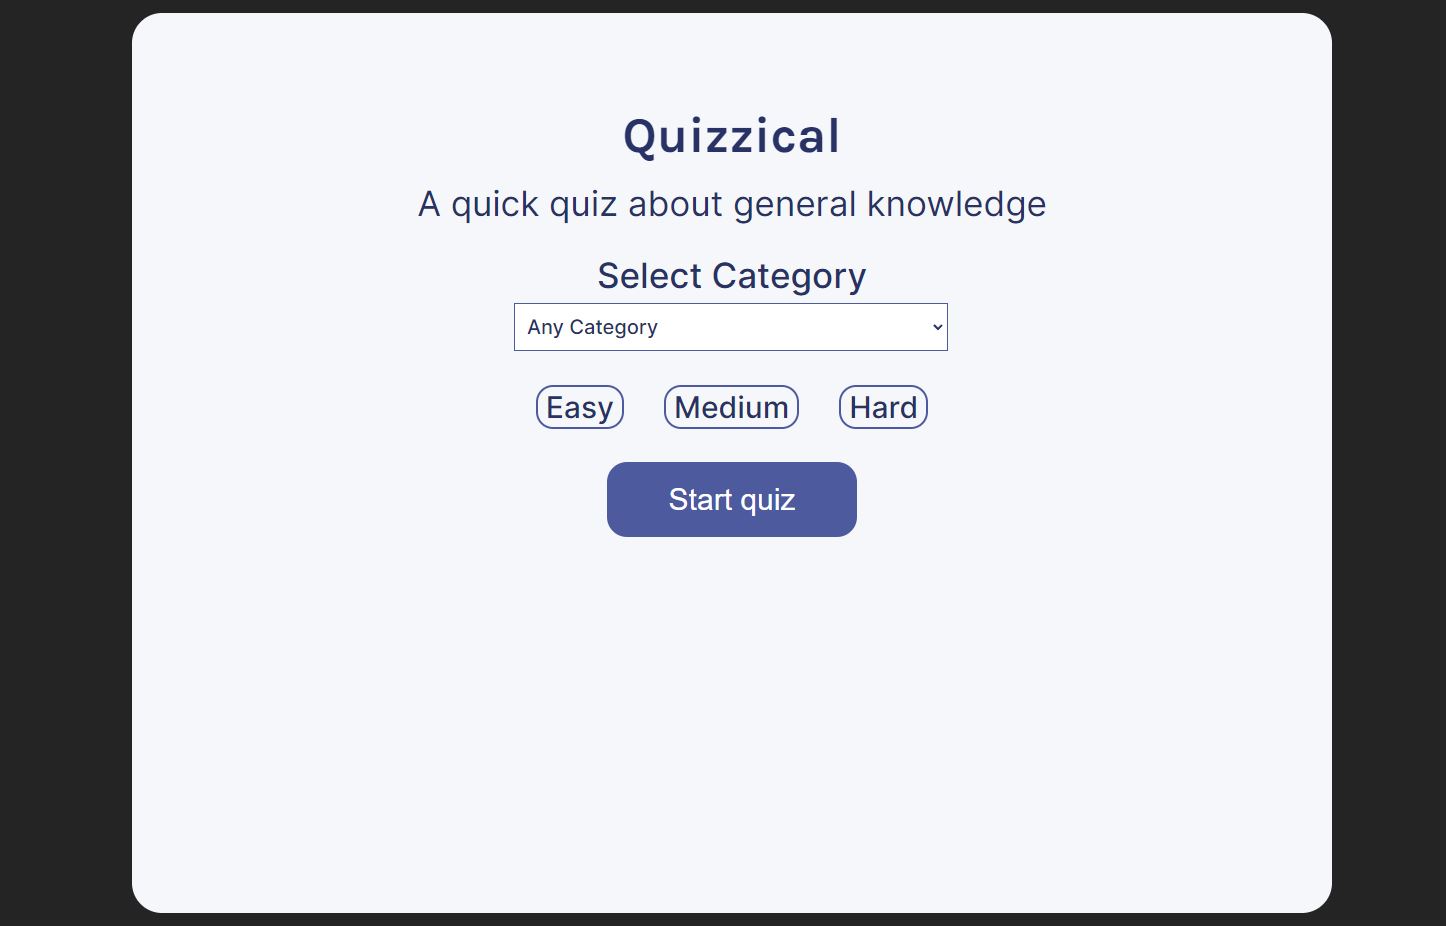 Quizzical
A quick quiz about general knowledge
Select Category
Any Category
Easy Medium Hard
Start quiz